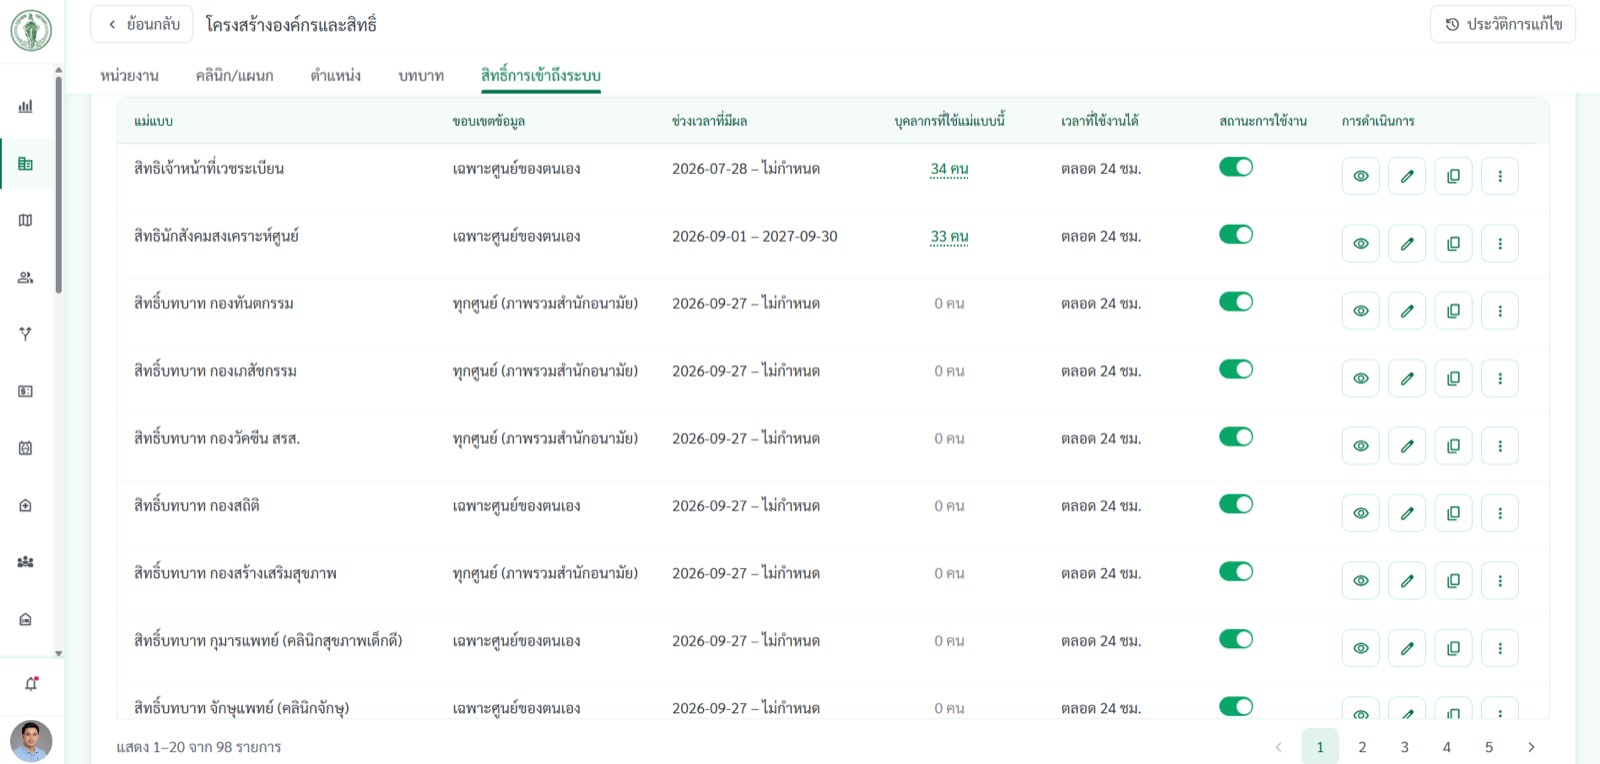 ย้อนกลับ โครงสร้างองค์กรและสิทธิ์ ประวัติการแก้ไข
หน่วยงาน คลินิก/แผนก ตำแหน่ง บทบาท สิทธิ์การเข้าถึงระบบ
แม่แบบ ขอบเขตข้อมูล ช่วงเวลาที่มีผล บุคลากรที่ใช้แม่แบบนี้ เวลาที่ใช้งานได้ สถานะการใช้งาน การดำเนินการ
สิทธิเจ้าหน้าที่เวชระเบียน เฉพาะศูนย์ของตนเอง 2026-07-28 – ไม่กำหนด 34 คน ตลอด 24 ชม.
สิทธินักสังคมสงเคราะห์ศูนย์ เฉพาะศูนย์ของตนเอง 2026-09-01 – 2027-09-30 33 คน ตลอด 24 ชม.
สิทธิ์บทบาท กองทันตกรรม ทุกศูนย์ (ภาพรวมสำนักอนามัย) 2026-09-27 – ไม่กำหนด 0 คน ตลอด 24 ชม.
สิทธิ์บทบาท กองเภสัชกรรม ทุกศูนย์ (ภาพรวมสำนักอนามัย) 2026-09-27 – ไม่กำหนด 0 คน ตลอด 24 ชม.
สิทธิ์บทบาท กองวัคซีน สรส. ทุกศูนย์ (ภาพรวมสำนักอนามัย) 2026-09-27 – ไม่กำหนด 0 คน ตลอด 24 ชม.
สิทธิ์บทบาท กองสถิติ เฉพาะศูนย์ของตนเอง 2026-09-27 – ไม่กำหนด 0 คน ตลอด 24 ชม.
สิทธิ์บทบาท กองสร้างเสริมสุขภาพ ทุกศูนย์ (ภาพรวมสำนักอนามัย) 2026-09-27 – ไม่กำหนด 0 คน ตลอด 24 ชม.
สิทธิ์บทบาท กุมารแพทย์ (คลินิกสุขภาพเด็กดี) เฉพาะศูนย์ของตนเอง 2026-09-27 – ไม่กำหนด 0 คน ตลอด 24 ชม.
สิทธิ์บทบาท จักษุแพทย์ (คลินิกจักษุ) เฉพาะศูนย์ของตนเอง 2026-09-27 – ไม่กำหนด 0 คน ตลอด 24 ชม.
แสดง 1–20 จาก 98 รายการ 1 2 3 4 5